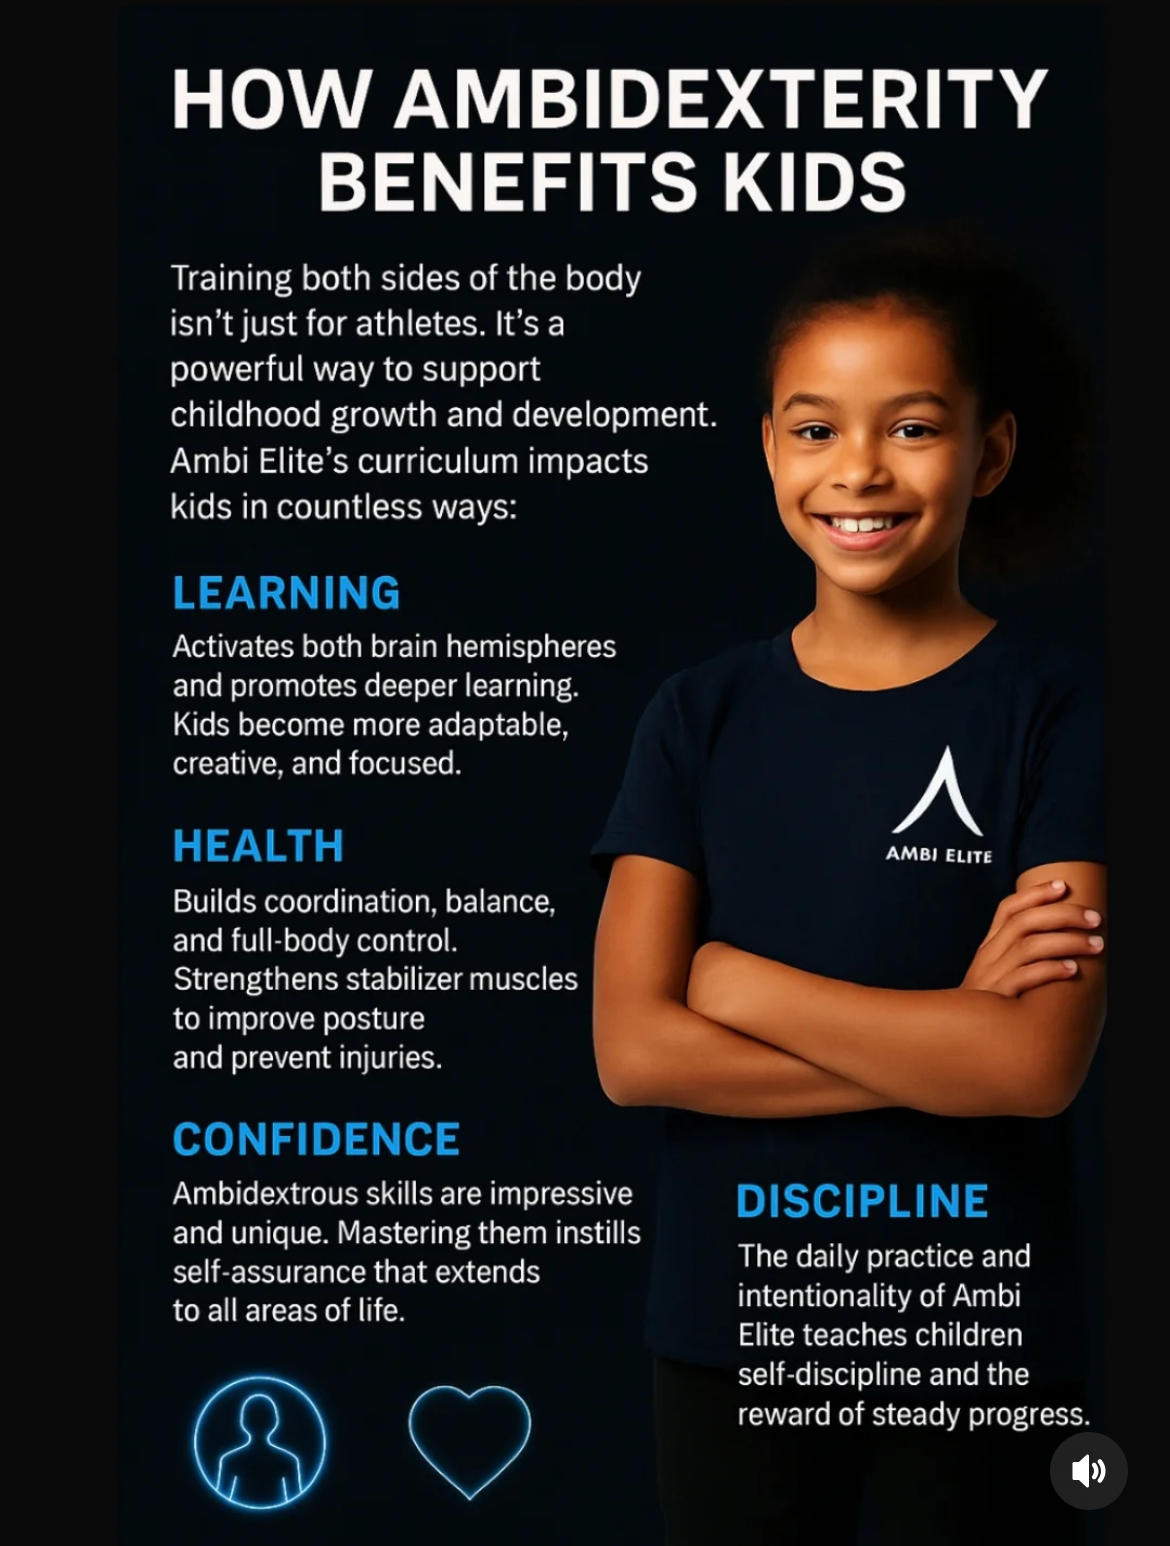 HOW AMBIDEXTERITY
BENEFITS KIDS
Training both sides of the body
isn't just for athletes. It's a
powerful way to support
childhood growth and development.
Ambi Elite's curriculum impacts
kids in countless ways:
LEARNING
Activates both brain hemispheres
and promotes deeper learning.
Kids become more adaptable,
creative, and focused.
HEALTH
Builds coordination, balance,
and full-body control.
Strengthens stabilizer muscles
to improve posture
and prevent injuries.
CONFIDENCE
Ambidextrous skills are impressive
and unique. Mastering them instills
self-assurance that extends
to all areas of life.
AMBI ELITE
DISCIPLINE
The daily practice and
intentionality of Ambi
Elite teaches children
self-discipline and the
reward of steady progress.